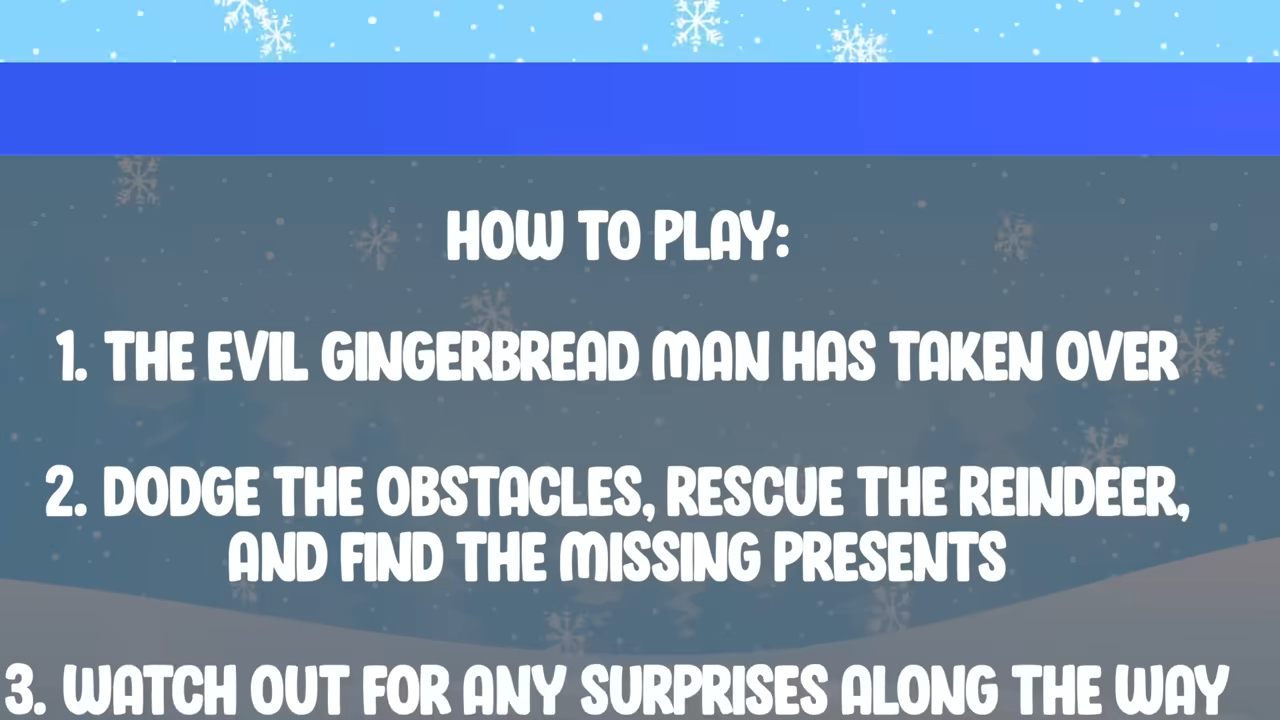 HOW TO PLAY:
1. THE EVIL GINGERBREAD MAN HAS TAKEN OVER
2. DODGE THE OBSTACLES, RESCUE THE REINDEER,
AND FIND THE MISSING PRESENTS
3. WATCH OUT FOR ANY SURPRISES ALONG THE WAY